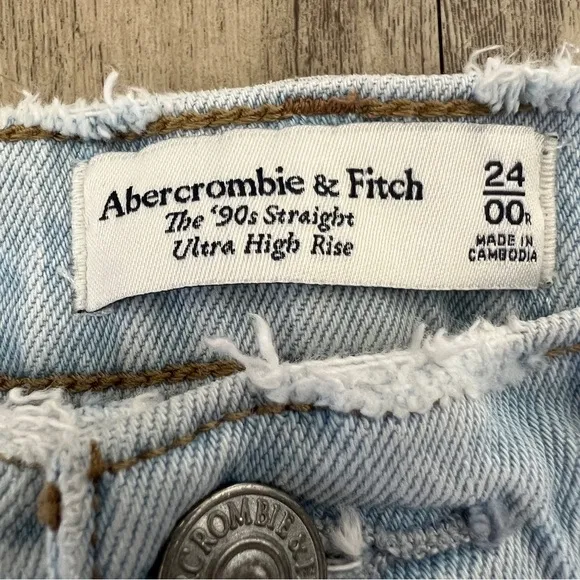 Abercrombie & Fitch
The '90s Straight
Ultra High Rise
24
00R
MADE IN
CAMBODIA
CROMBIE &